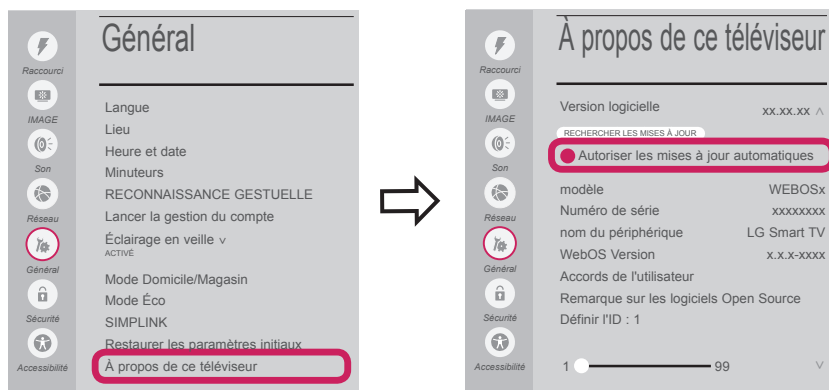 Général
Raccourci
IMAGE
Son
Réseau
Général
Sécurité
Accessibilité
Langue
Lieu
Heure et date
Minuteurs
RECONNAISSANCE GESTUELLE
Lancer la gestion du compte
Éclairage en veille ˅
ACTIVÉ
Mode Domicile/Magasin
Mode Éco
SIMPLINK
Restaurer les paramètres initiaux
À propos de ce téléviseur
À propos de ce téléviseur
Raccourci
IMAGE
Son
Réseau
Général
Sécurité
Accessibilité
Version logicielle xx.xx.xx
RECHERCHER LES MISES À JOUR
Autoriser les mises à jour automatiques
modèle WEBOSx
Numéro de série xxxxxxxx
nom du périphérique LG Smart TV
WebOS Version x.x.x-xxxx
Accords de l'utilisateur
Remarque sur les logiciels Open Source
Définir l'ID : 1
1 99